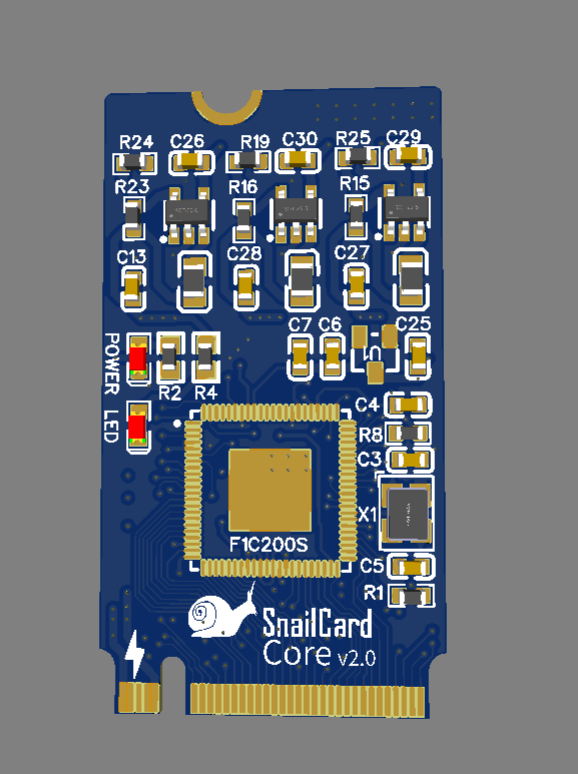 R24 C26 R19 C30 R25 C29
R23 R16 R15
C13 C28 C27
C7 C6 U1 C25
POWER
R2 R4
LED
C4
R8
C3
X1
F1C200S
C5
R1
SnailCard
Core v2.0